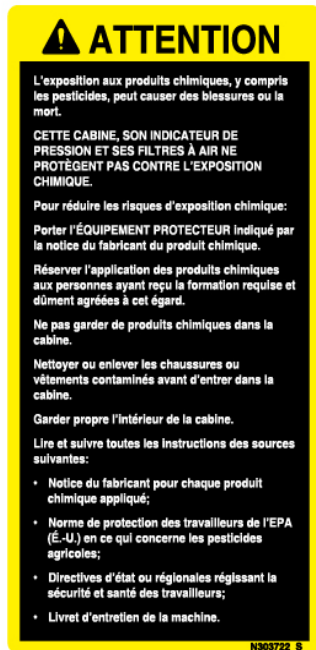 ATTENTION
L'exposition aux produits chimiques, y compris
les pesticides, peut causer des blessures ou la
mort.
CETTE CABINE, SON INDICATEUR DE
PRESSION ET SES FILTRES À AIR NE
PROTÈGENT PAS CONTRE L'EXPOSITION
CHIMIQUE.
Pour réduire les risques d'exposition chimique:
Porter l'ÉQUIPEMENT PROTECTEUR indiqué par
la notice du fabricant du produit chimique.
Réserver l'application des produits chimiques
aux personnes ayant reçu la formation requise et
dûment agréées à cet égard.
Ne pas garder de produits chimiques dans la
cabine.
Nettoyer ou enlever les chaussures ou
vêtements contaminés avant d'entrer dans la
cabine.
Garder propre l'intérieur de la cabine.
Lire et suivre toutes les instructions des sources
suivantes:
• Notice du fabricant pour chaque produit
chimique appliqué;
• Norme de protection des travailleurs de l'EPA
(É.-U.) en ce qui concerne les pesticides
agricoles;
• Directives d'état ou régionales régissant la
sécurité et santé des travailleurs;
• Livret d'entretien de la machine.
N303722 S